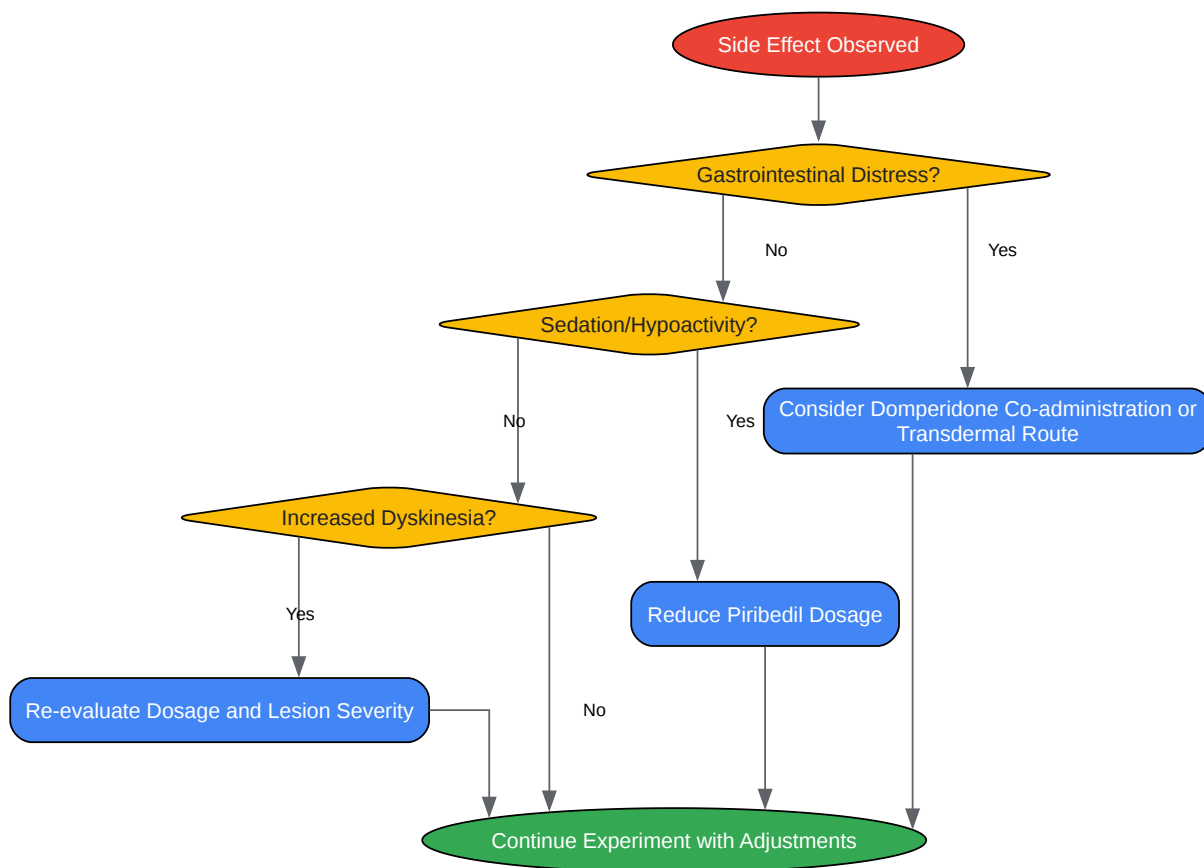 Side Effect Observed
Gastrointestinal Distress?
No
Yes
Sedation/Hypoactivity?
Consider Domperidone Co-administration or
Transdermal Route
No
Yes
Increased Dyskinesia?
Yes
Reduce Piribedil Dosage
Re-evaluate Dosage and Lesion Severity
No
Continue Experiment with Adjustments